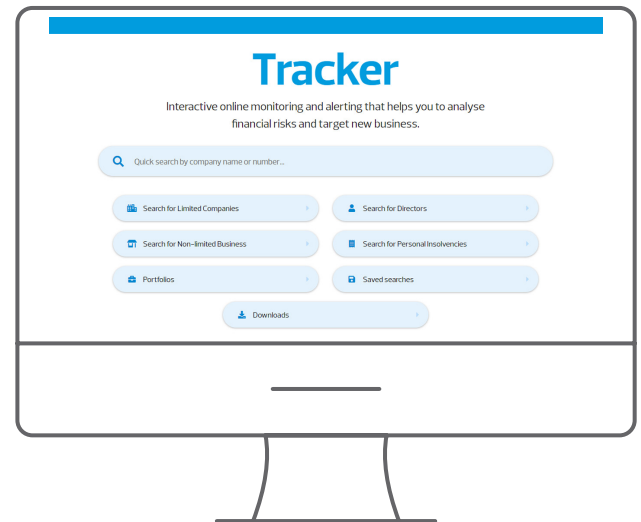 Tracker
Interactive online monitoring and alerting that helps you to analyse
financial risks and target new business.
Quick search by company name or number...
Search for Limited Companies
Search for Directors
Search for Non-limited Business
Search for Personal Insolvencies
Portfolios
Saved searches
Downloads